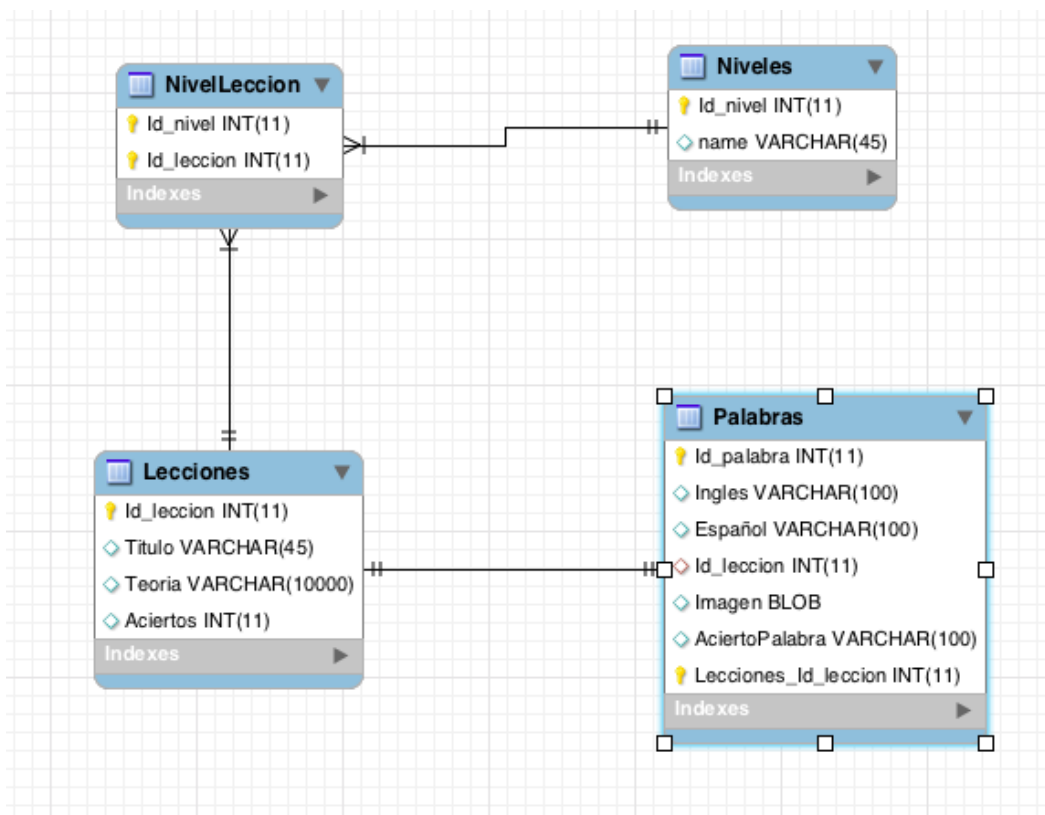 NivelLeccion
Id_nivel INT(11)
Id_leccion INT(11)
Indexes
Niveles
Id_nivel INT(11)
name VARCHAR(45)
Indexes
Lecciones
Id_leccion INT(11)
Titulo VARCHAR(45)
Teoria VARCHAR(10000)
Aciertos INT(11)
Indexes
Palabras
Id_palabra INT(11)
Ingles VARCHAR(100)
Español VARCHAR(100)
Id_leccion INT(11)
Imagen BLOB
AciertoPalabra VARCHAR(100)
Lecciones_Id_leccion INT(11)
Indexes